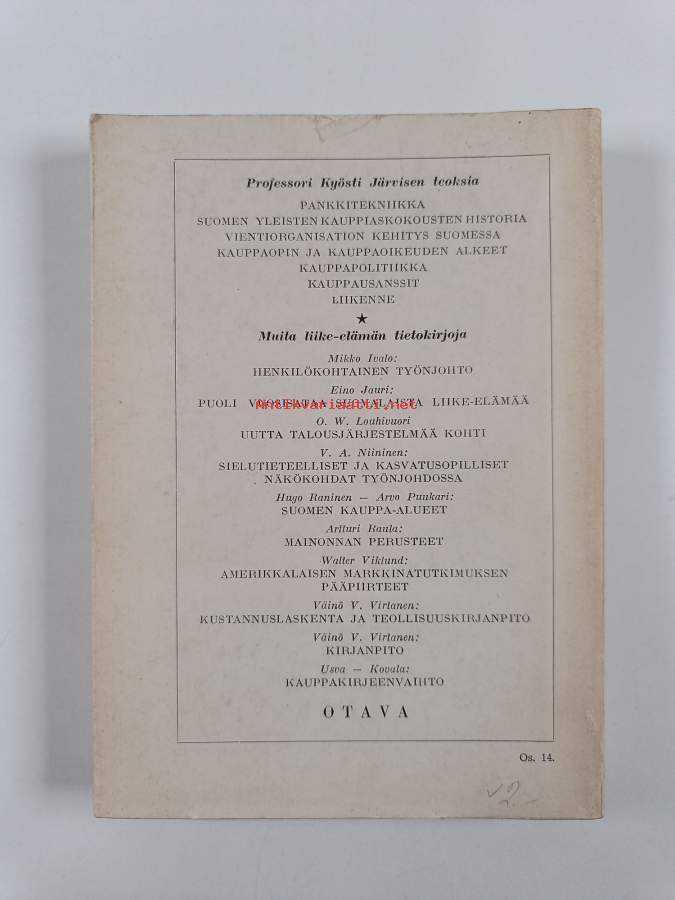 Professori Kyösti Järvisen teoksia
PANKKITEKNIIKKA
SUOMEN YLEISTEN KAUPPIASKOKOUSTEN HISTORIA
VIENTIORGANISATION KEHITYS SUOMESSA
KAUPPAOPIN JA KAUPPAOIKEUDEN ALKEET
KAUPPAPOLITIIKKA
KAUPPAUSANSSIT
LIIKENNE
★
Muita liike-elämän tietokirjoja
Mikko Ivalo:
HENKILÖKOHTAINEN TYÖNJOHTO
Eino Jauri:
PUOLI VUOSISATAA SUOMALAISTA LIIKE-ELÄMÄÄ
Antikvariaatti.net
O. W. Louhivuori
UUTTA TALOUSJÄRJESTELMÄÄ KOHTI
V. A. Niininen:
SIELUTIETEELLISET JA KASVATUSOPILLISET
NÄKÖKOHDAT TYÖNJOHDOSSA
Hugo Raninen — Arvo Puukari:
SUOMEN KAUPPA-ALUEET
Artturi Raula:
MAINONNAN PERUSTEET
Walter Viklund:
AMERIKKALAISEN MARKKINATUTKIMUKSEN
PÄÄPIIRTEET
Väinö V. Virtanen:
KUSTANNUSLASKENTA JA TEOLLISUUSKIRJANPITO
Väinö V. Virtanen:
KIRJANPITO
Usva — Kovala:
KAUPPAKIRJEENVAIHTO
OTAVA
Os. 14.